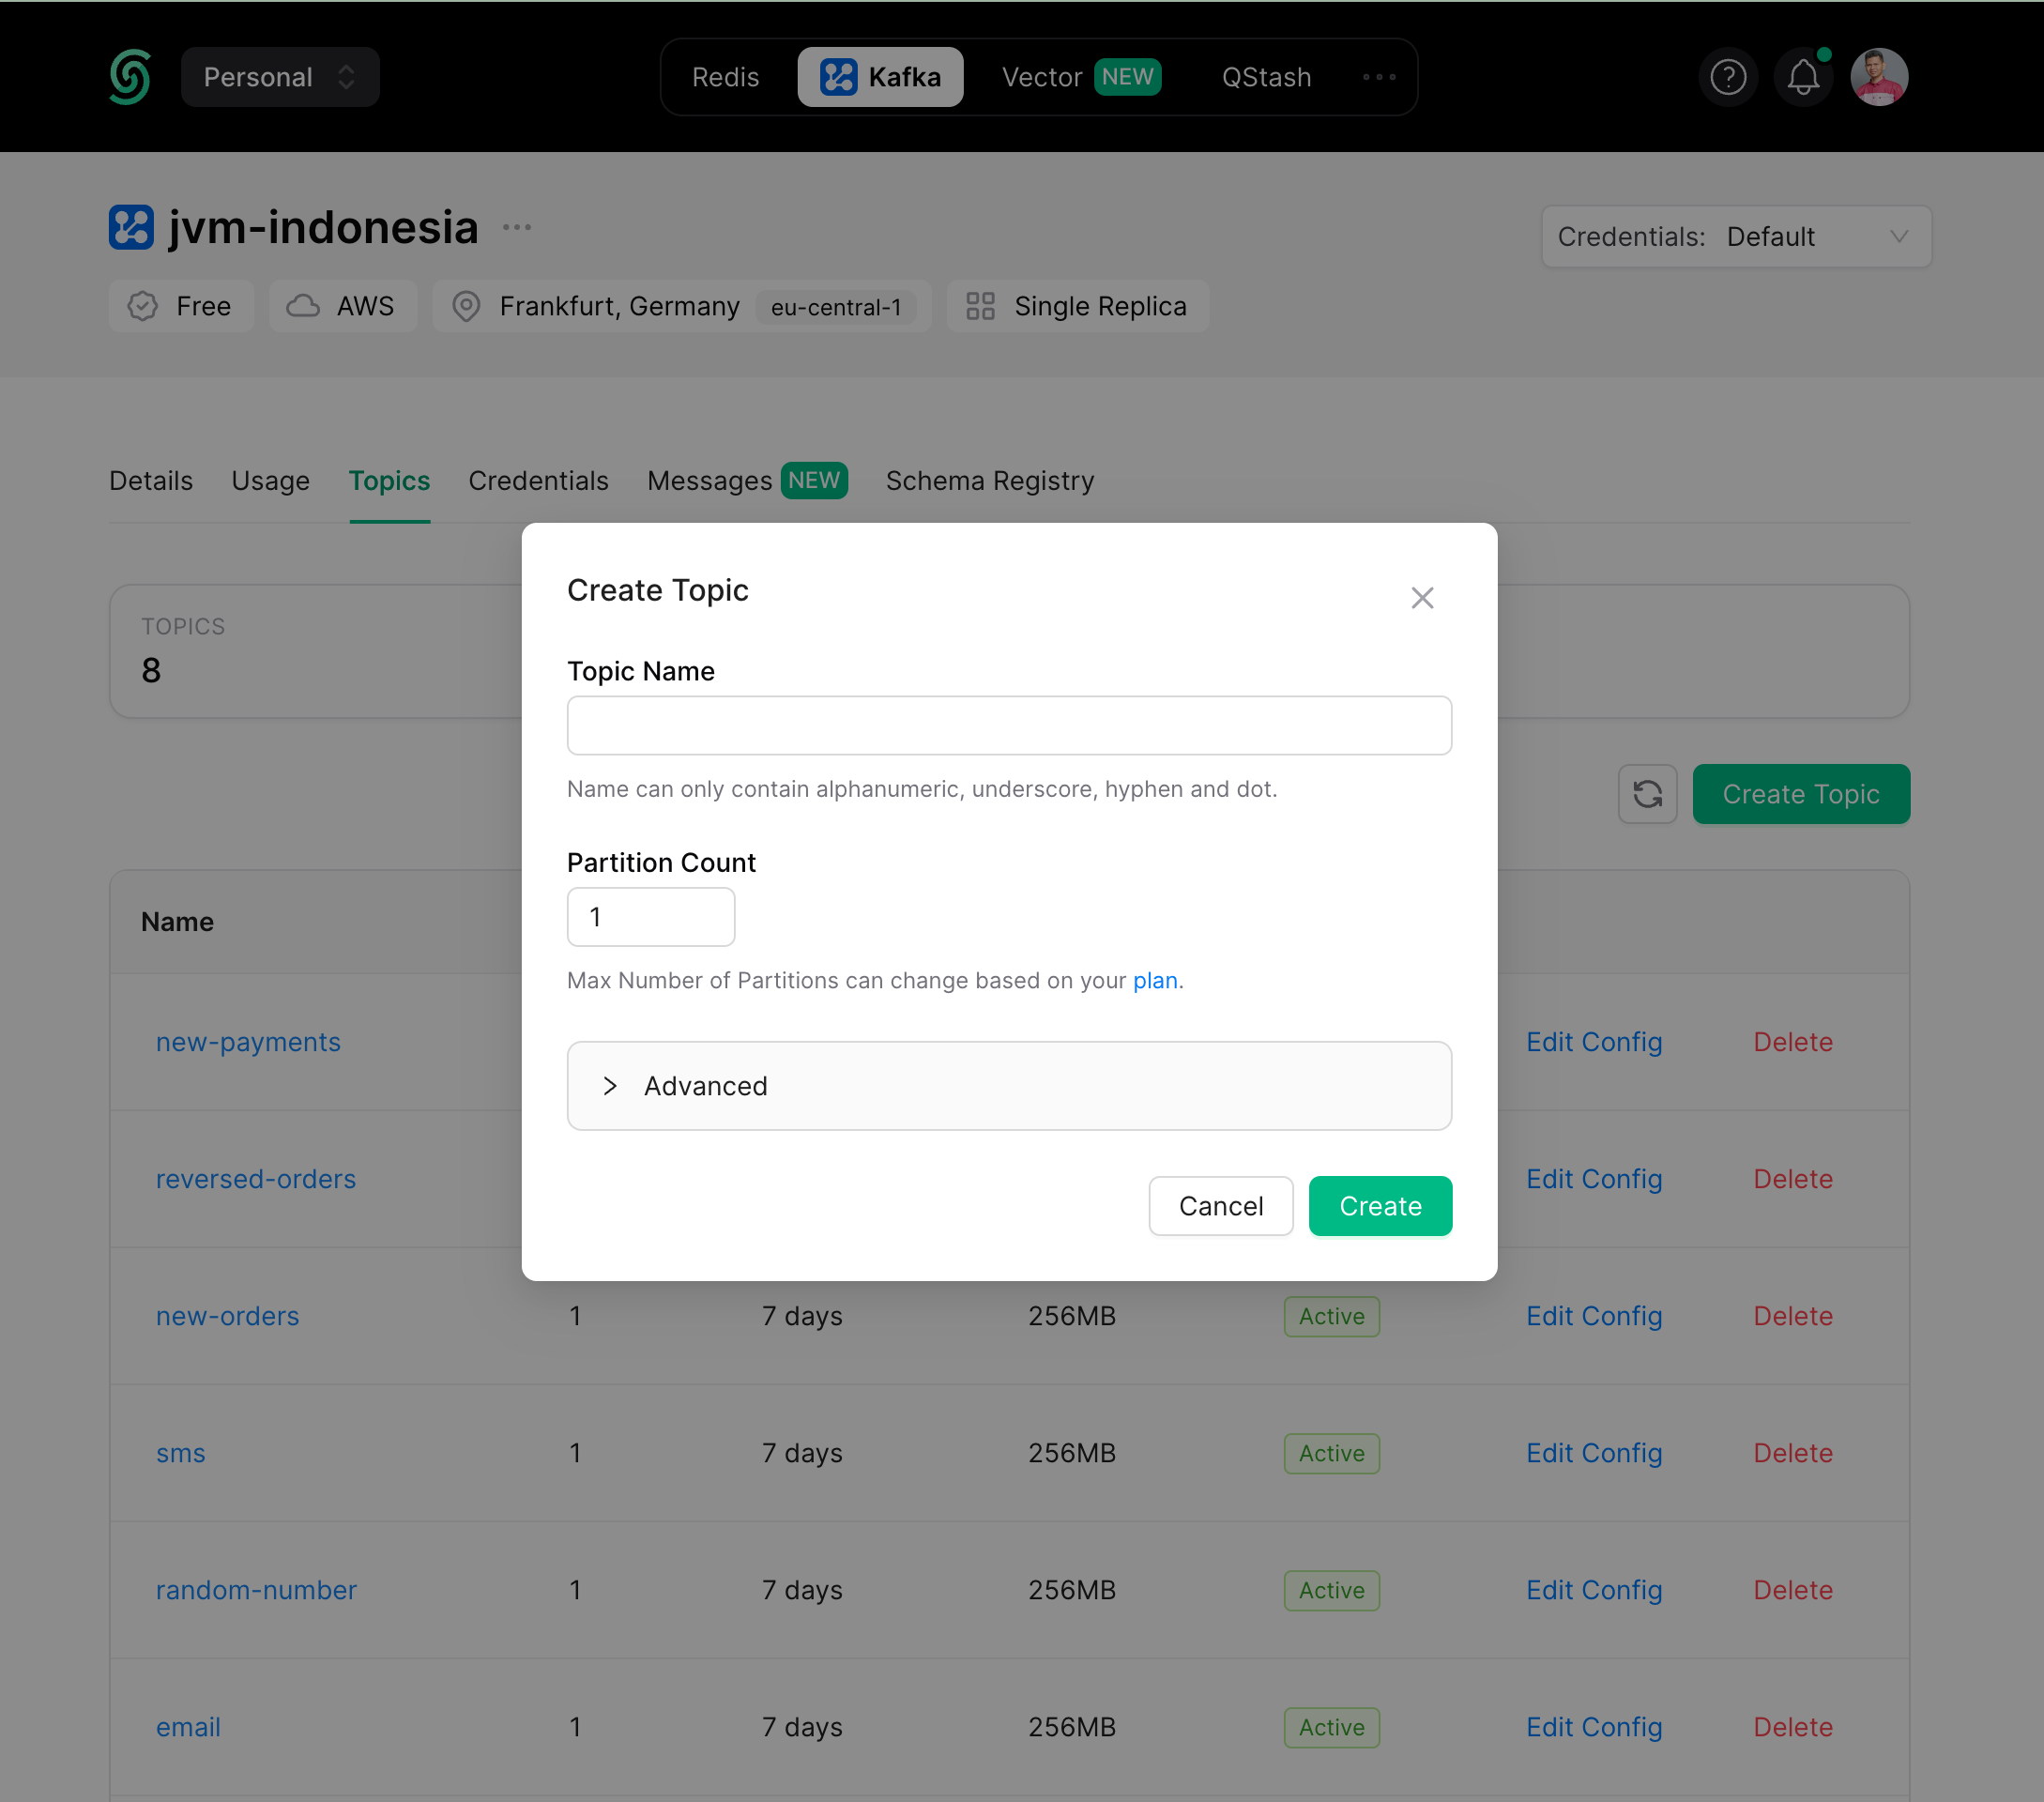 Personal
Redis Kafka Vector NEW QStash
jvm-indonesia
Credentials: Default
Free AWS Frankfurt, Germany eu-central-1 Single Replica
Details Usage Topics Credentials Messages NEW Schema Registry
TOPICS
8
Create Topic
Topic Name
Name can only contain alphanumeric, underscore, hyphen and dot.
Partition Count
1
Max Number of Partitions can change based on your plan.
> Advanced
Cancel Create
Create Topic
Name
new-payments Edit Config Delete
reversed-orders Edit Config Delete
new-orders 1 7 days 256MB Active Edit Config Delete
sms 1 7 days 256MB Active Edit Config Delete
random-number 1 7 days 256MB Active Edit Config Delete
email 1 7 days 256MB Active Edit Config Delete